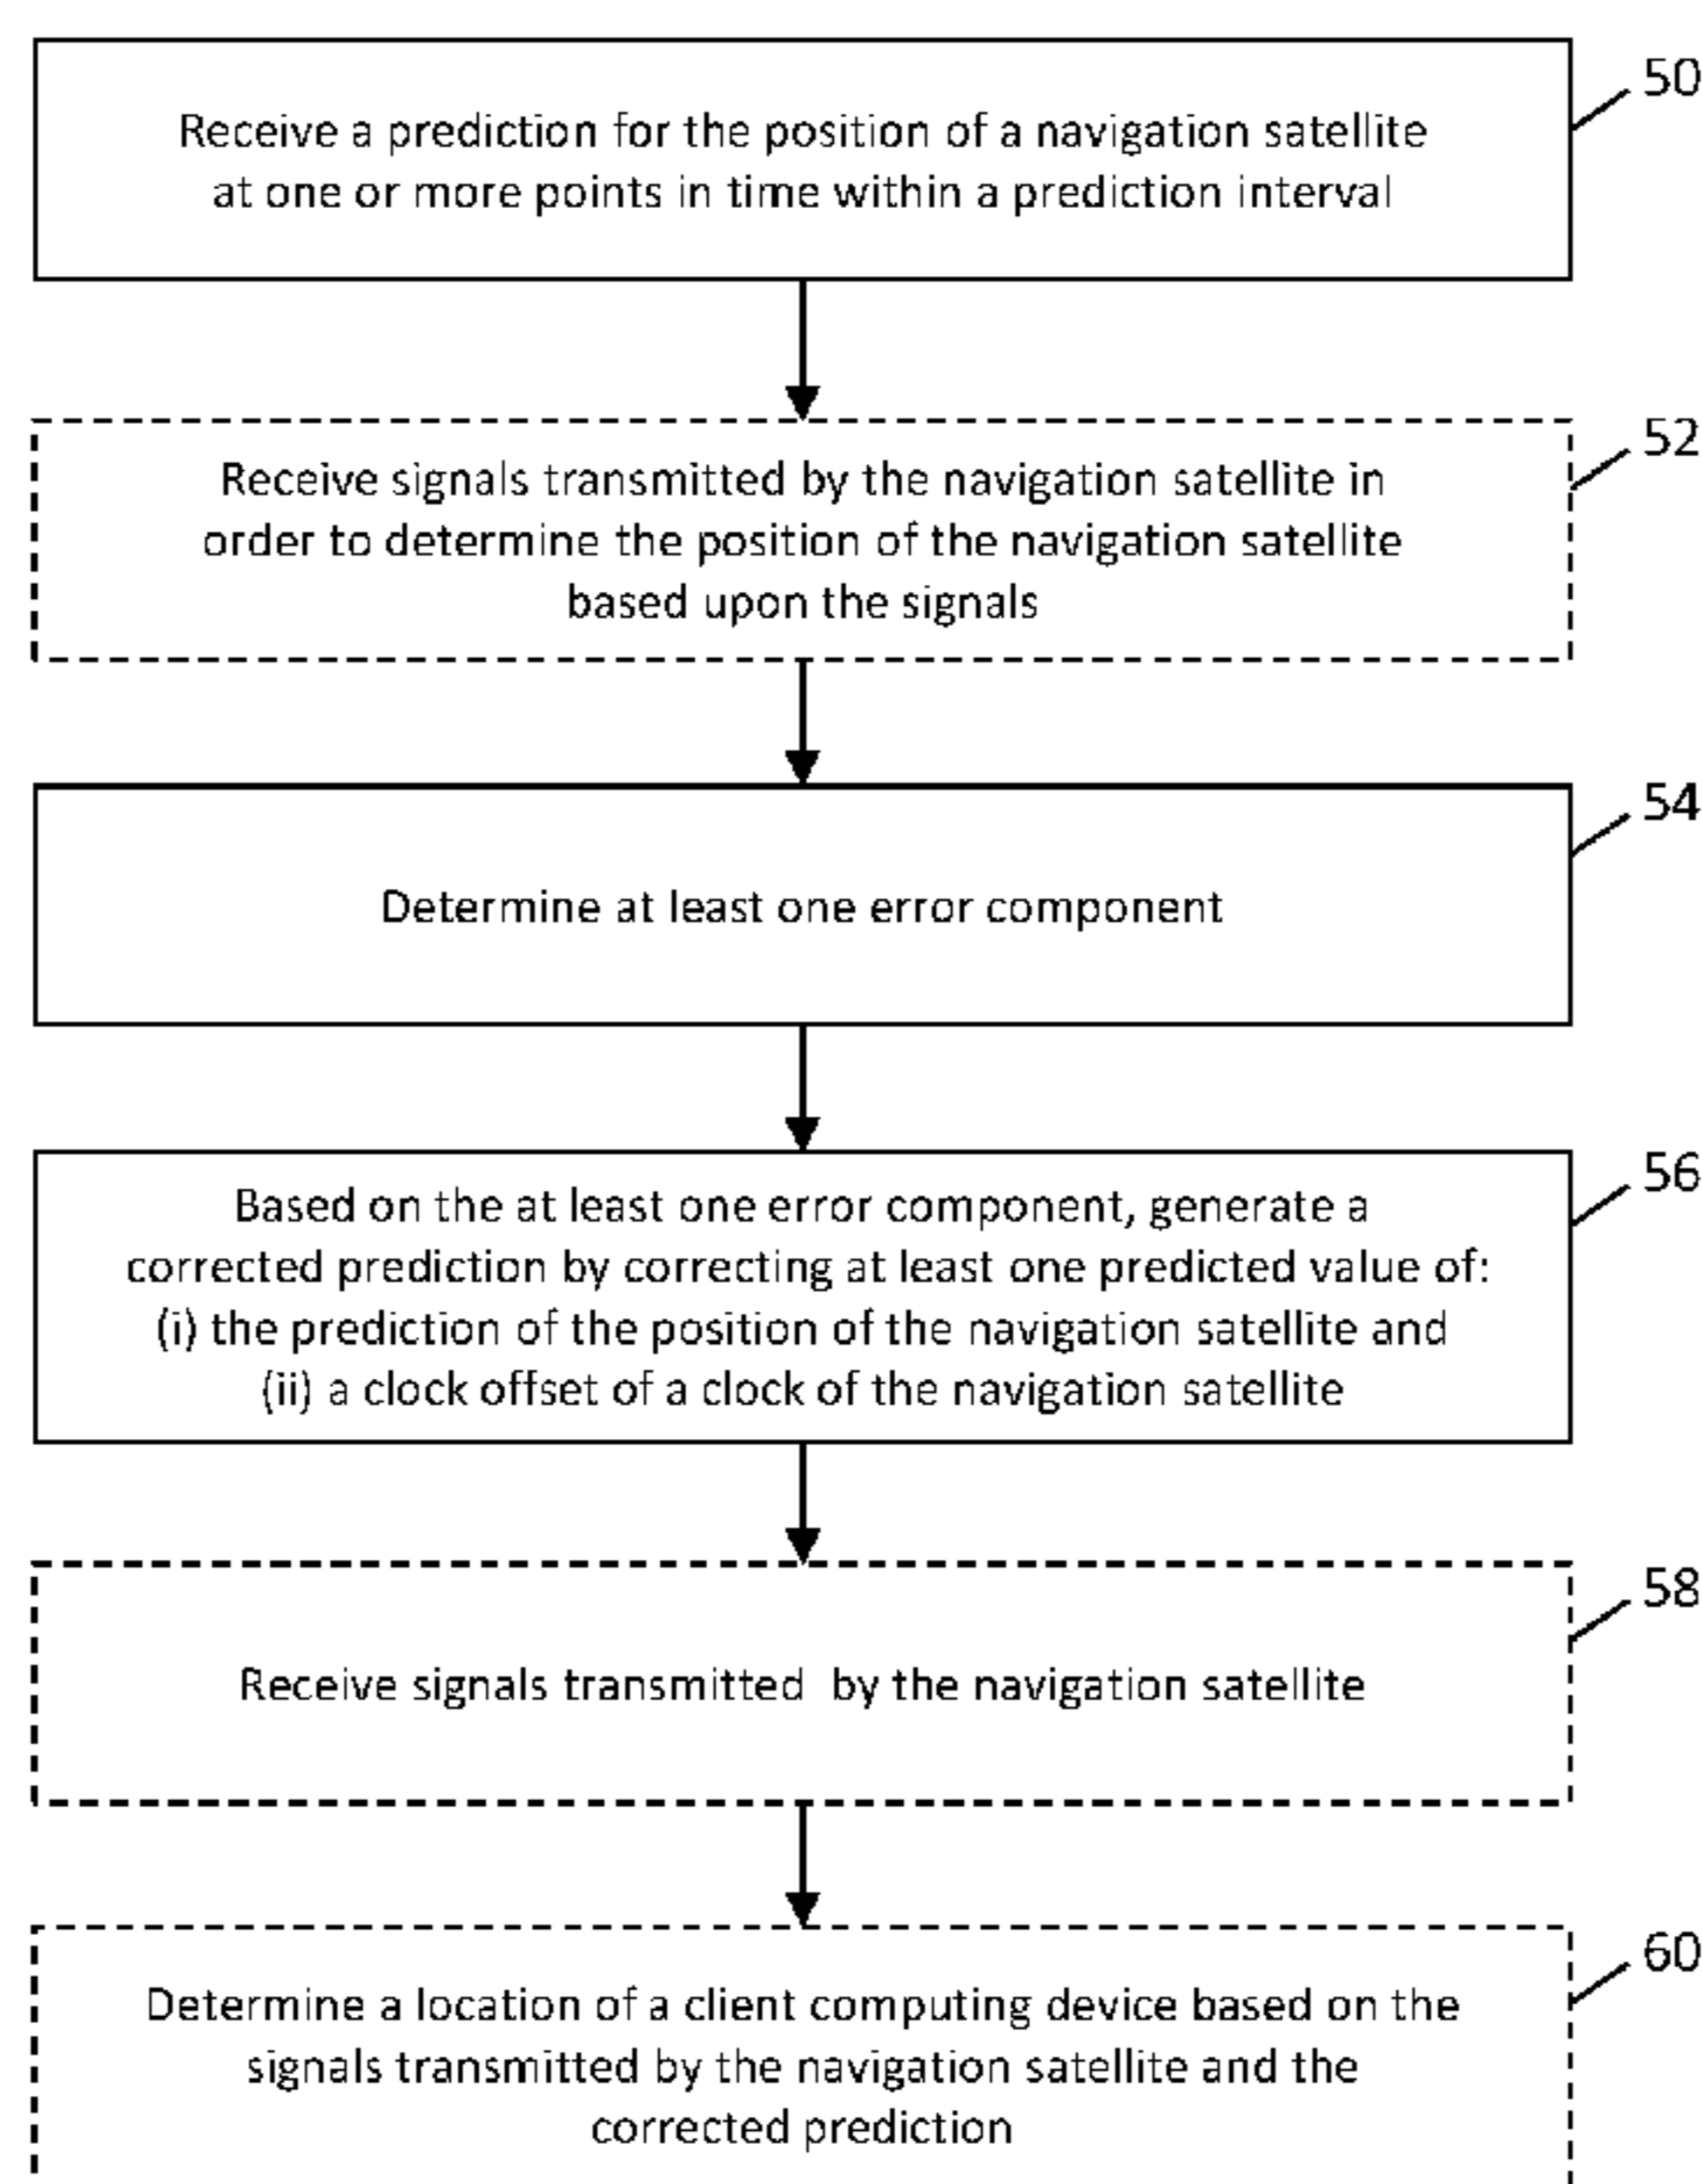 50
Receive a prediction for the position of a navigation satellite
at one or more points in time within a prediction interval
52
Receive signals transmitted by the navigation satellite in
order to determine the position of the navigation satellite
based upon the signals
54
Determine at least one error component
56
Based on the at least one error component, generate a
corrected prediction by correcting at least one predicted value of:
(i) the prediction of the position of the navigation satellite and
(ii) a clock offset of a clock of the navigation satellite
58
Receive signals transmitted by the navigation satellite
60
Determine a location of a client computing device based on the
signals transmitted by the navigation satellite and the
corrected prediction